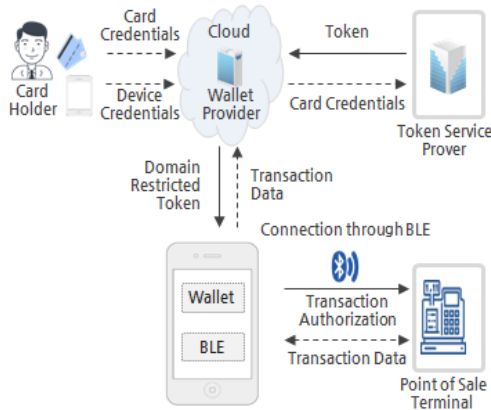 Card
Credentials
Cloud
Token
Card
Holder
Device
Credentials
Wallet
Provider
Card Credentials
Token Service
Prover
Domain
Restricted
Token
Transaction
Data
Connection through BLE
Wallet
Transaction
Authorization
BLE
Transaction Data
Point of Sale
Terminal